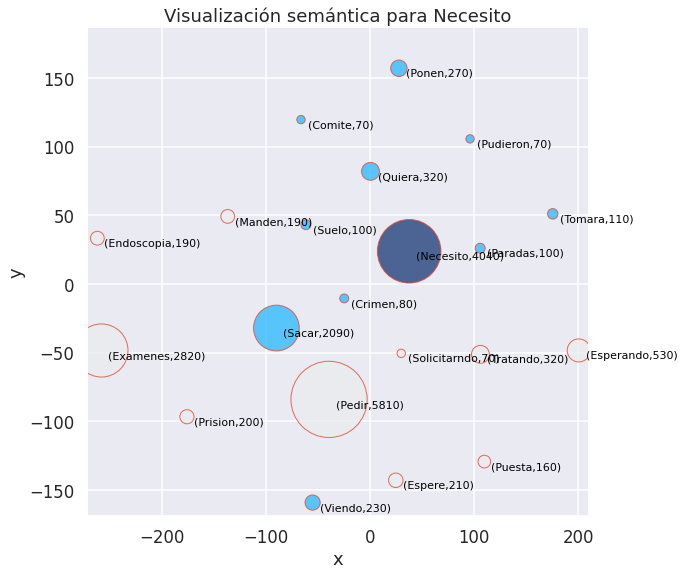 Visualización semántica para Necesito
y
150
100
50
0
−50
−100
−150
(Ponen,270)
(Comite,70)
(Pudieron,70)
(Quiera,320)
(Manden,190)
(Suelo,100)
(Tomara,110)
(Endoscopia,190)
(Necesito,4040)
(Paradas,100)
(Crimen,80)
(Sacar,2090)
(Examenes,2820)
(Solicitarndo,70)
(Tratando,320)
(Esperando,530)
(Pedir,5810)
(Prision,200)
(Puesta,160)
(Espere,210)
(Viendo,230)
−200
−100
0
100
200
x